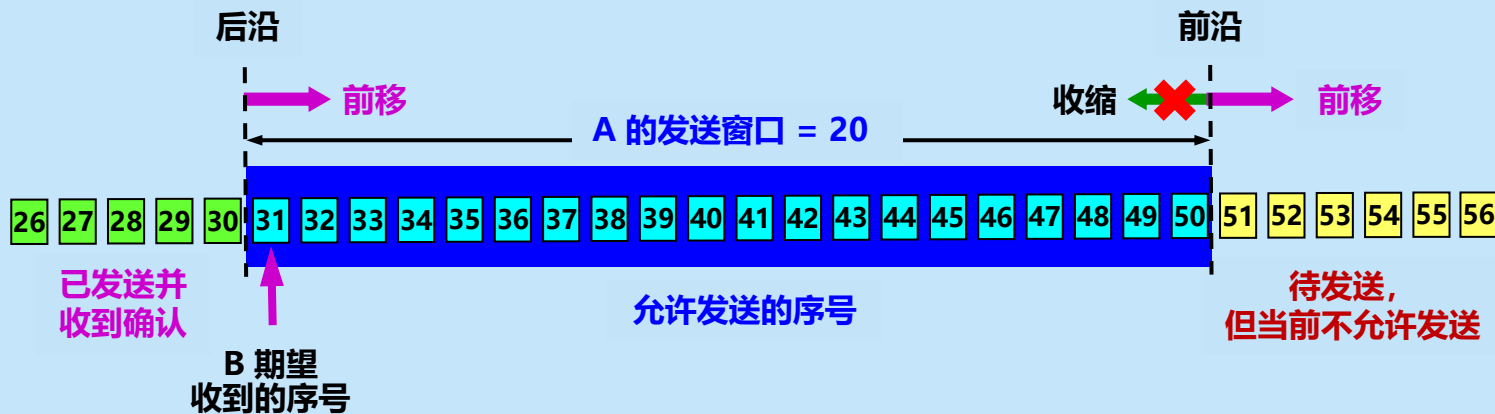 后沿
前沿
前移
收缩
前移
A 的发送窗口 = 20
26 27 28 29 30 31 32 33 34 35 36 37 38 39 40 41 42 43 44 45 46 47 48 49 50 51 52 53 54 55 56
已发送并
收到确认
允许发送的序号
待发送，
但当前不允许发送
B 期望
收到的序号